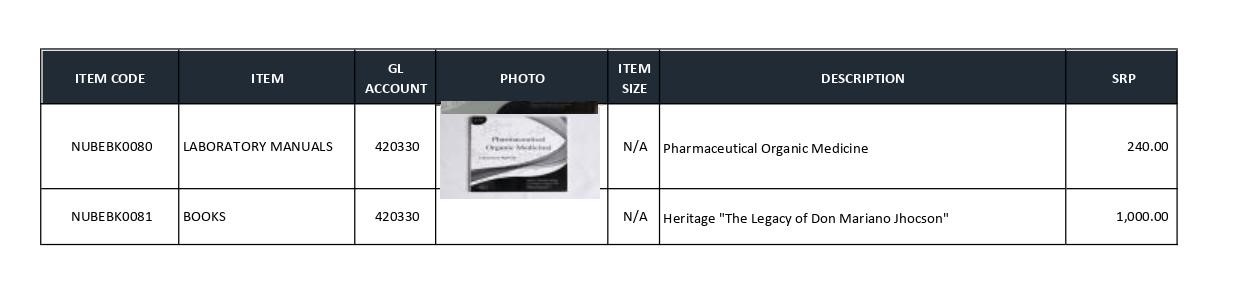 ITEM CODE ITEM GL ACCOUNT PHOTO ITEM SIZE DESCRIPTION SRP
NUBEBK0080 LABORATORY MANUALS 420330 N/A Pharmaceutical Organic Medicine 240.00
Pharmaceutical
Organic Medicinal
NUBEBK0081 BOOKS 420330 N/A Heritage "The Legacy of Don Mariano Jhocson" 1,000.00